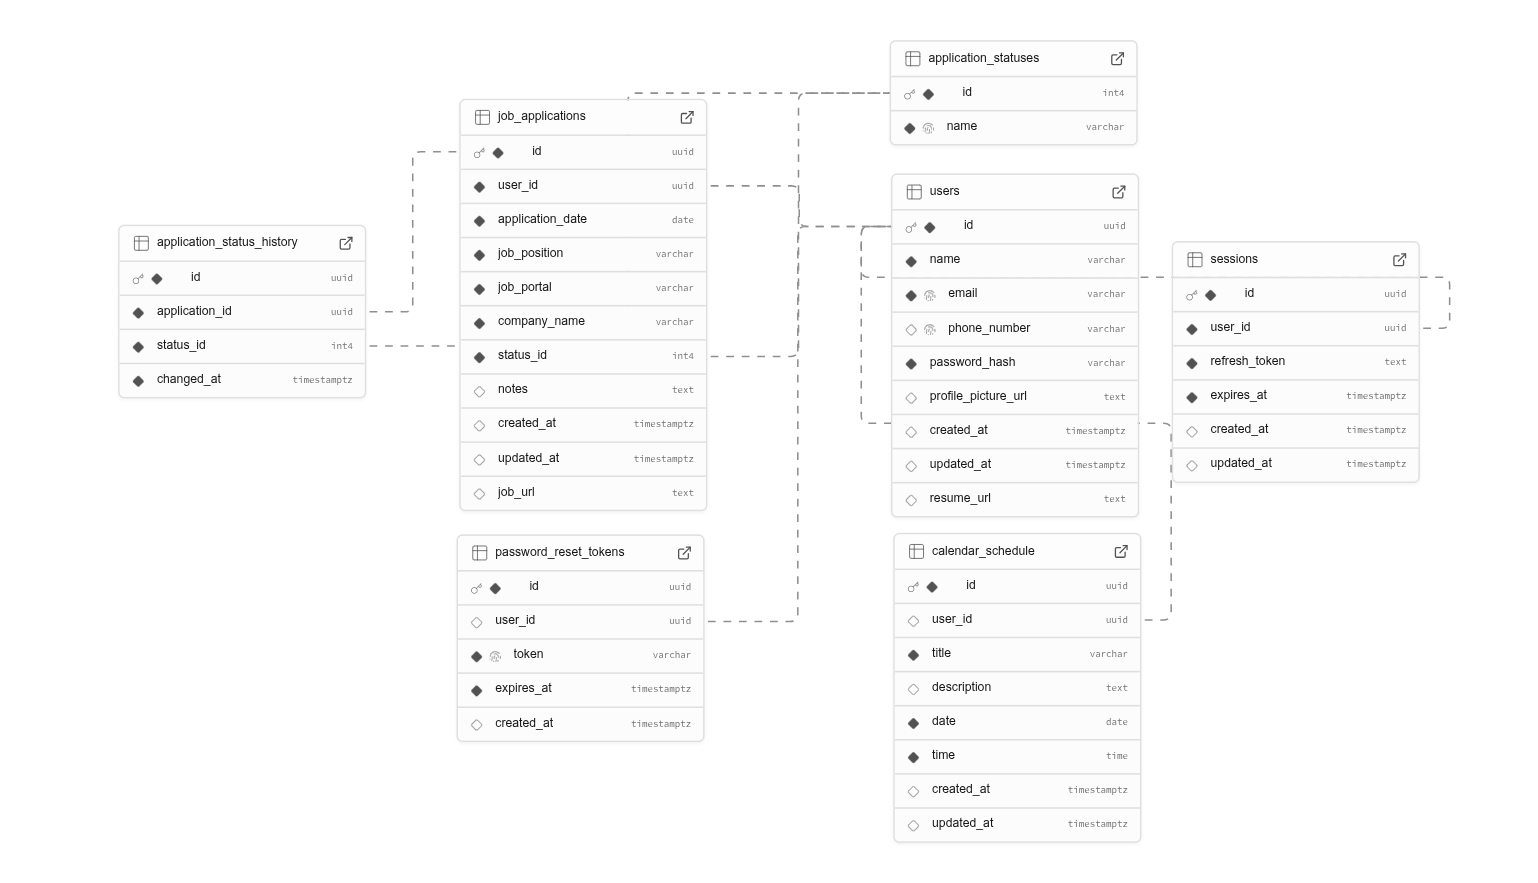 application_statuses
id int4
name varchar
job_applications
id uuid
user_id uuid
application_date date
job_position varchar
job_portal varchar
company_name varchar
status_id int4
notes text
created_at timestamptz
updated_at timestamptz
job_url text
users
id uuid
name varchar
email varchar
phone_number varchar
password_hash varchar
profile_picture_url text
created_at timestamptz
updated_at timestamptz
resume_url text
application_status_history
id uuid
application_id uuid
status_id int4
changed_at timestamptz
sessions
id uuid
user_id uuid
refresh_token text
expires_at timestamptz
created_at timestamptz
updated_at timestamptz
password_reset_tokens
id uuid
user_id uuid
token varchar
expires_at timestamptz
created_at timestamptz
calendar_schedule
id uuid
user_id uuid
title varchar
description text
date date
time time
created_at timestamptz
updated_at timestamptz